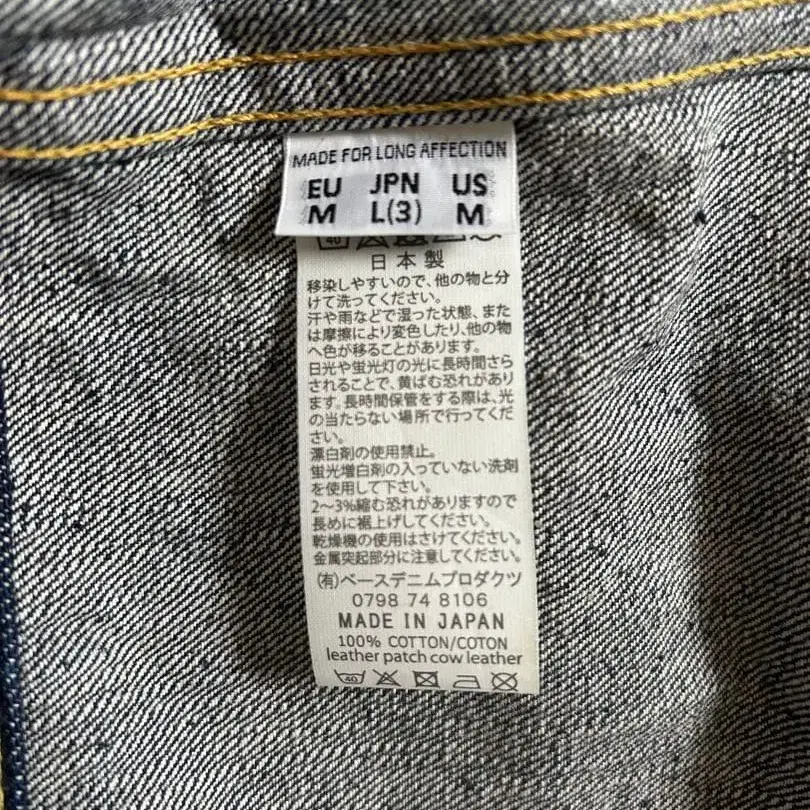 MADE FOR LONG AFFECTION
EU JPN US
M L(3) M
40
日本製
移染しやすいので、他の物と分
けて洗ってください。
汗や雨などで湿った状態、また
は摩擦により変色したり、他の物
へ色が移ることがあります。
日光や蛍光灯の光に長時間さら
されることで、黄ばむ恐れがあり
ます。長時間保管をする際は、光
の当たらない場所で行ってくだ
さい。
漂白剤の使用禁止。
蛍光増白剤の入っていない洗剤
を使用して下さい。
2〜3%縮む恐れがありますので
長めに裾上げしてください。
乾燥機の使用はさけてください。
金属突起部分に注意してください。
(有)ベースデニムプロダクツ
0798 74 8106
MADE IN JAPAN
100% COTTON/COTON
leather patch cow leather
40